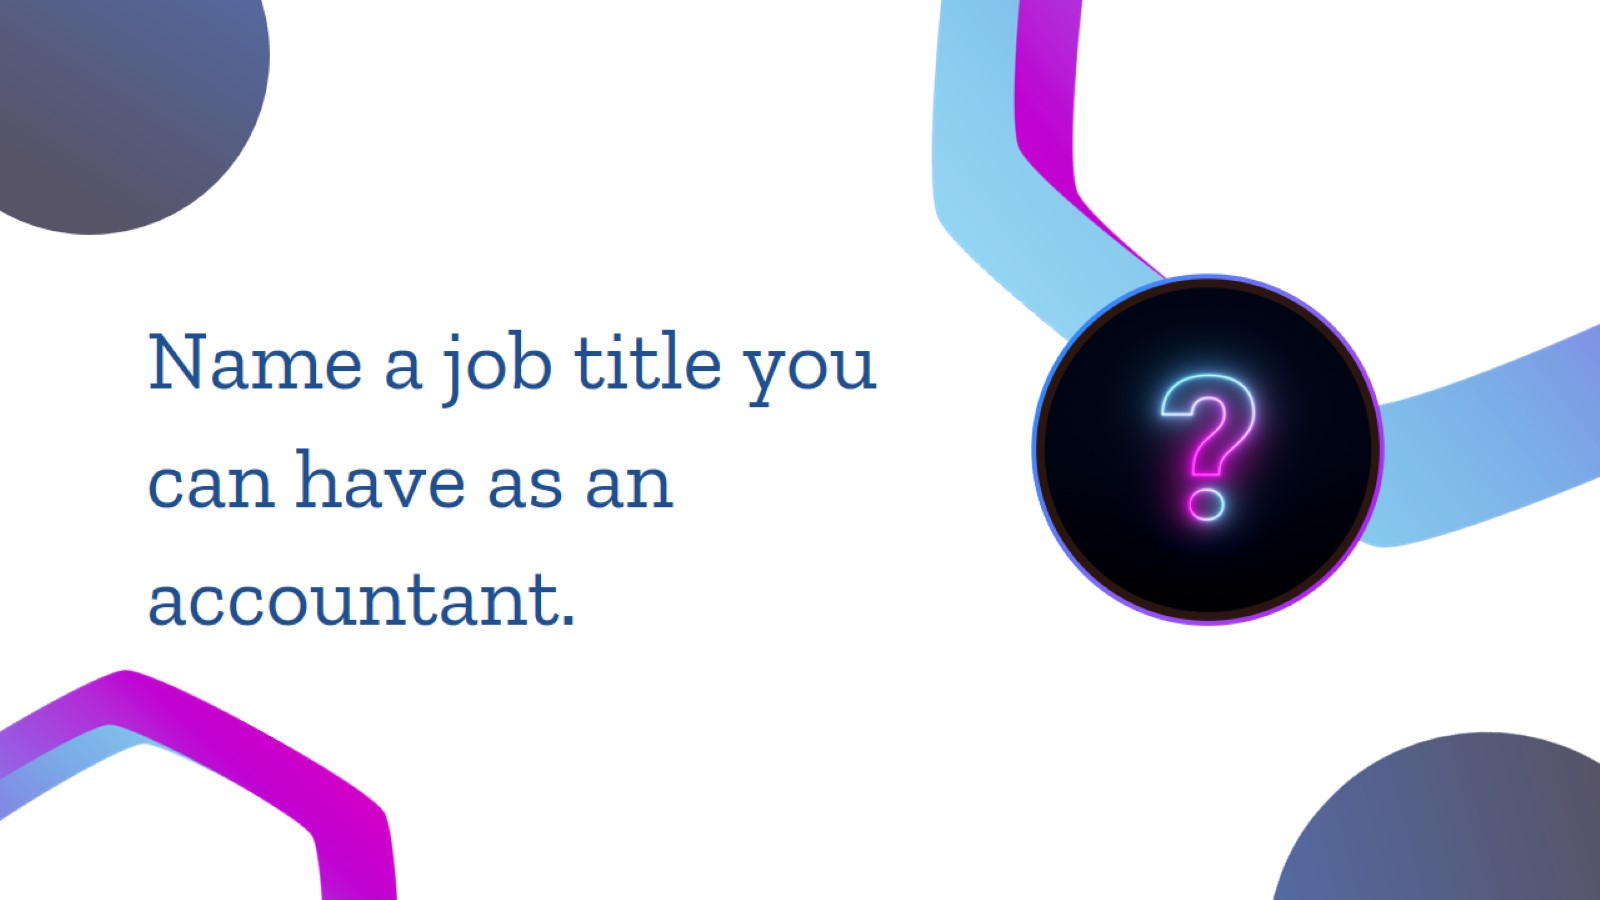 Name a job title you
can have as an
accountant.
?